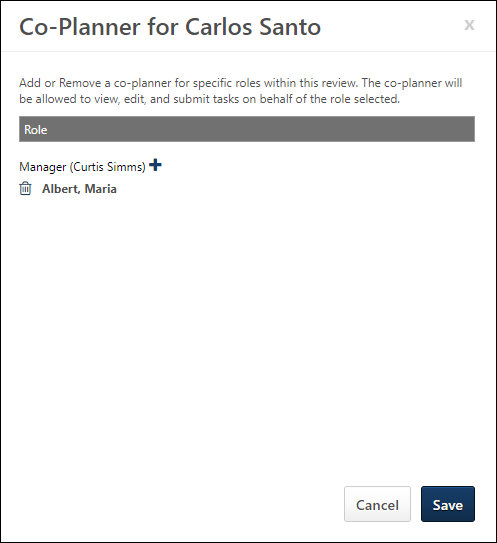 Co-Planner for Carlos Santo
x
Add or Remove a co-planner for specific roles within this review. The co-planner will
be allowed to view, edit, and submit tasks on behalf of the role selected.
Role
Manager (Curtis Simms)
Albert, Maria
Cancel
Save